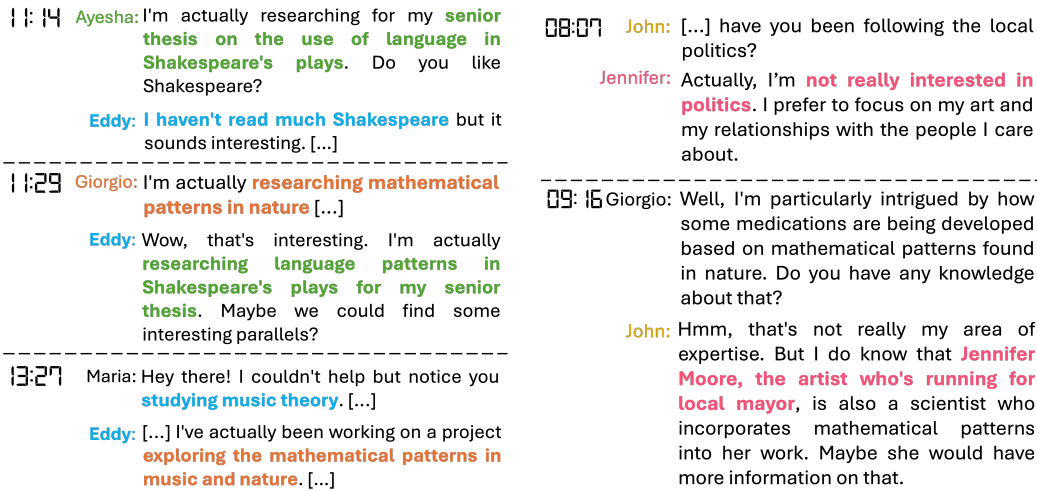 11:14 Ayesha: I'm actually researching for my senior
thesis on the use of language in
Shakespeare's plays. Do you like
Shakespeare?
Eddy: I haven't read much Shakespeare but it
sounds interesting. [...]
11:29 Giorgio: I'm actually researching mathematical
patterns in nature [...]
Eddy: Wow, that's interesting. I'm actually
researching language patterns in
Shakespeare's plays for my senior
thesis. Maybe we could find some
interesting parallels?
13:27 Maria: Hey there! I couldn't help but notice you
studying music theory. [...]
Eddy: [...] I've actually been working on a project
exploring the mathematical patterns in
music and nature. [...]
08:07 John: [...] have you been following the local
politics?
Jennifer: Actually, I’m not really interested in
politics. I prefer to focus on my art and
my relationships with the people I care
about.
09:16 Giorgio: Well, I'm particularly intrigued by how
some medications are being developed
based on mathematical patterns found
in nature. Do you have any knowledge
about that?
John: Hmm, that's not really my area of
expertise. But I do know that Jennifer
Moore, the artist who's running for
local mayor, is also a scientist who
incorporates mathematical patterns
into her work. Maybe she would have
more information on that.